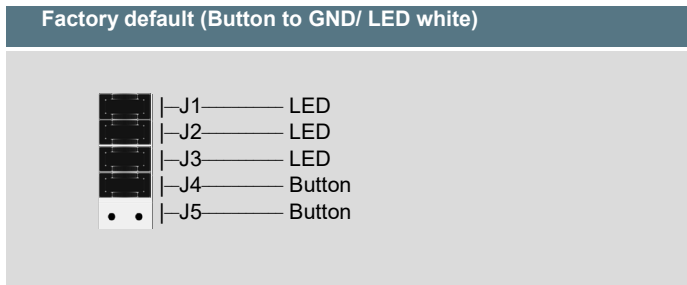 Factory default (Button to GND/ LED white)
|—J1———— LED
|—J2———— LED
|—J3———— LED
|—J4———— Button
|—J5———— Button